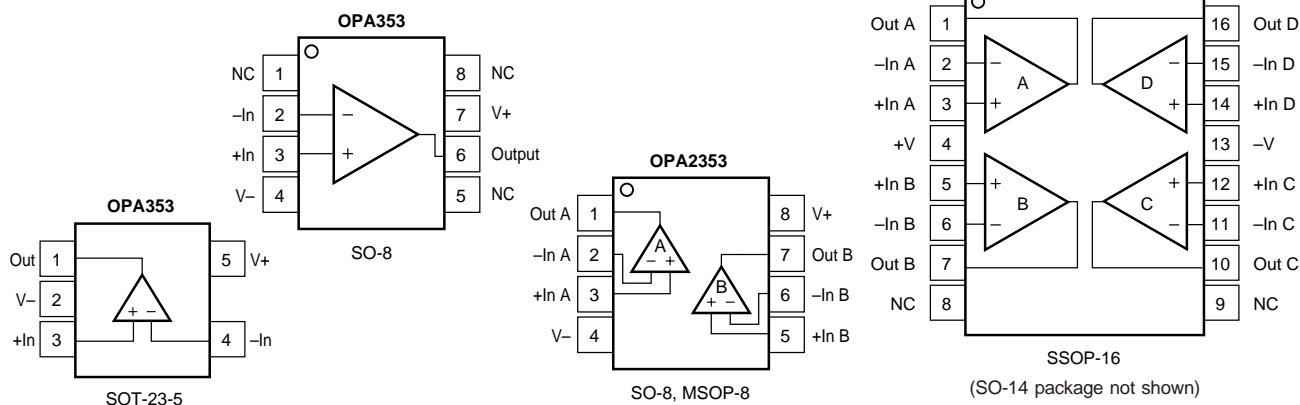 OPA353
Out 1
V– 2
+In 3
5 V+
4 –In
+ –
SOT-23-5
OPA353
NC 1
–In 2
+In 3
V– 4
8 NC
7 V+
6 Output
5 NC
–
+
SO-8
OPA2353
Out A 1
–In A 2
+In A 3
V– 4
8 V+
7 Out B
6 –In B
5 +In B
A
– +
B
+ –
SO-8, MSOP-8
Out A 1
–In A 2
+In A 3
+V 4
+In B 5
–In B 6
Out B 7
NC 8
16 Out D
15 –In D
14 +In D
13 –V
12 +In C
11 –In C
10 Out C
9 NC
–
A
+
–
D
+
+
B
–
+
C
–
SSOP-16
(SO-14 package not shown)